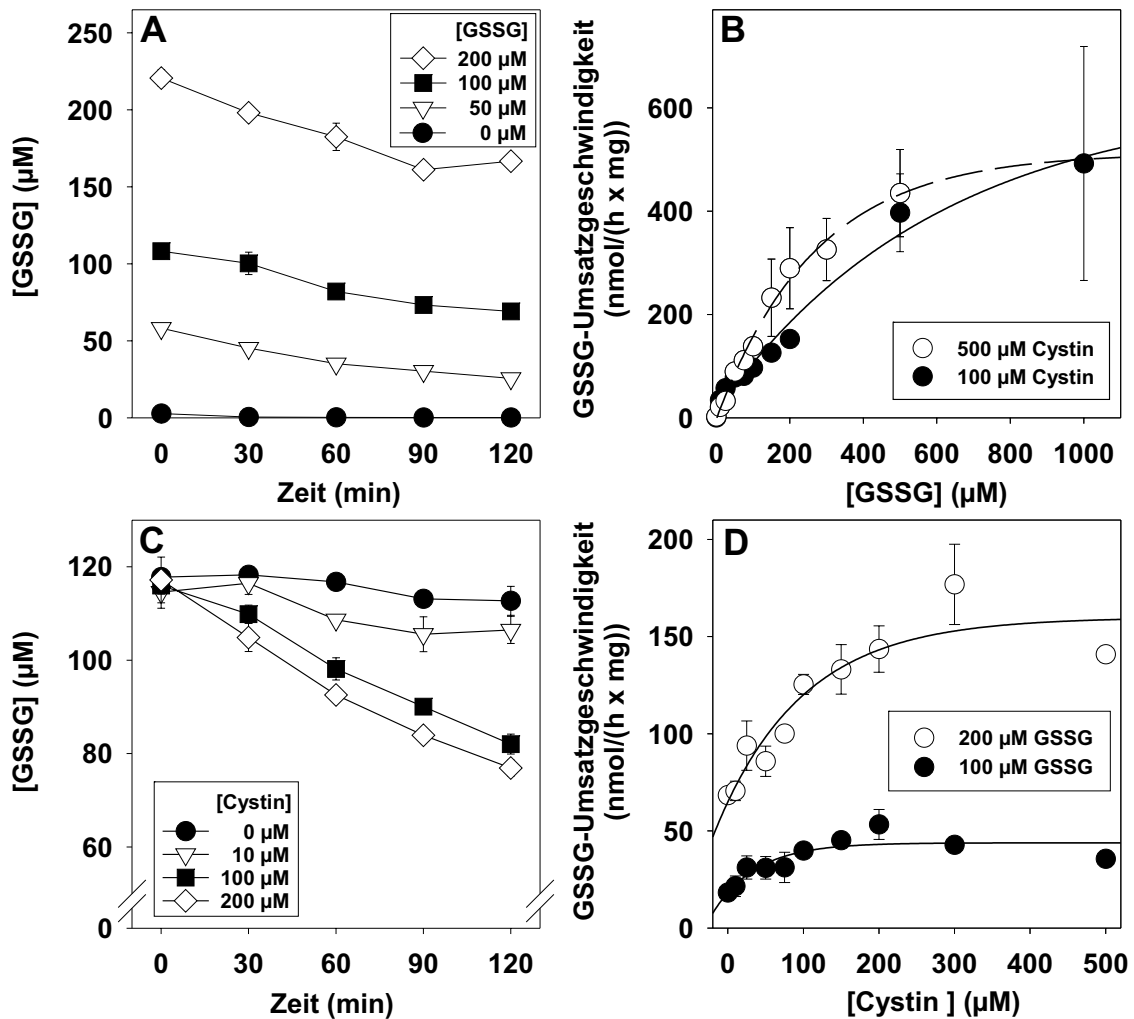 A
[GSSG]
200 µM
100 µM
50 µM
0 µM
250
200
150
100
50
0
[GSSG] (µM)
0 30 60 90 120
Zeit (min)
B
GSSG-Umsatzgeschwindigkeit
(nmol/(h x mg))
600
400
200
0
500 µM Cystin
100 µM Cystin
0 200 400 600 800 1000
[GSSG] (µM)
C
120
100
80
60
0
[GSSG] (µM)
[Cystin]
0 µM
10 µM
100 µM
200 µM
0 30 60 90 120
Zeit (min)
D
GSSG-Umsatzgeschwindigkeit
(nmol/(h x mg))
200
150
100
50
0
200 µM GSSG
100 µM GSSG
0 100 200 300 400 500
[Cystin ] (µM)